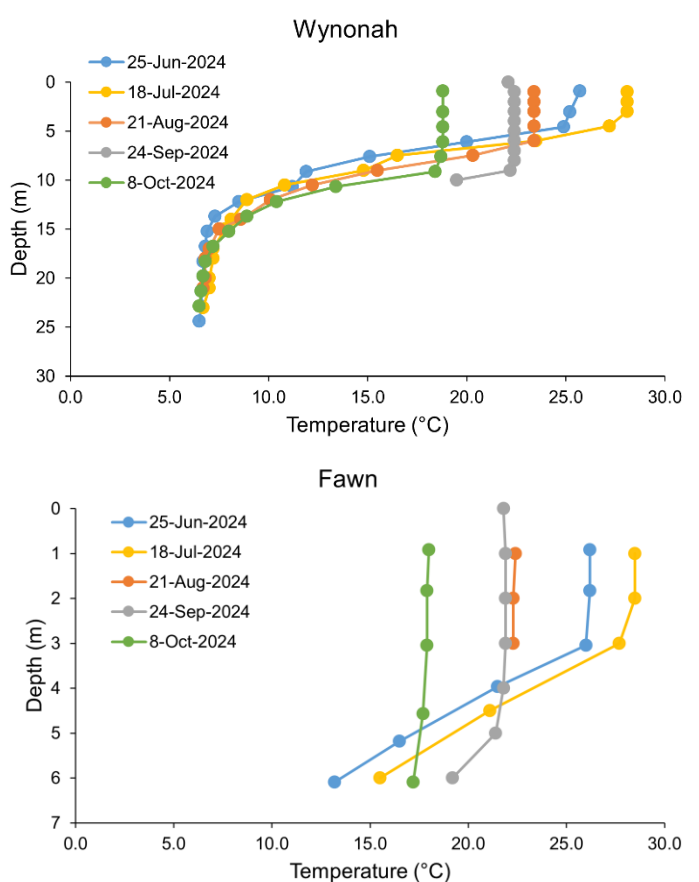 Wynonah
25-Jun-2024
18-Jul-2024
21-Aug-2024
24-Sep-2024
8-Oct-2024
0
5
10
15
20
25
30
Depth (m)
0.0 5.0 10.0 15.0 20.0 25.0 30.0
Temperature (°C)
Fawn
25-Jun-2024
18-Jul-2024
21-Aug-2024
24-Sep-2024
8-Oct-2024
0
1
2
3
4
5
6
7
Depth (m)
0.0 5.0 10.0 15.0 20.0 25.0 30.0
Temperature (°C)